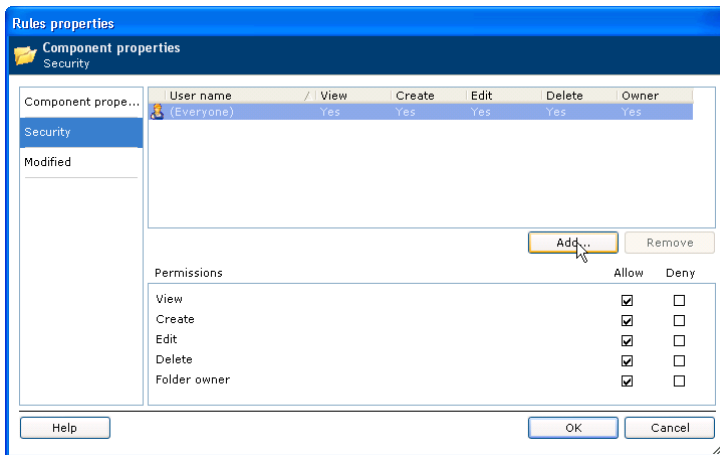 Rules properties
Component properties
Security
Component prope...
Security
Modified
User name / View Create Edit Delete Owner
(Everyone) Yes Yes Yes Yes Yes
Add... Remove
Permissions Allow Deny
View
Create
Edit
Delete
Folder owner
Help OK Cancel